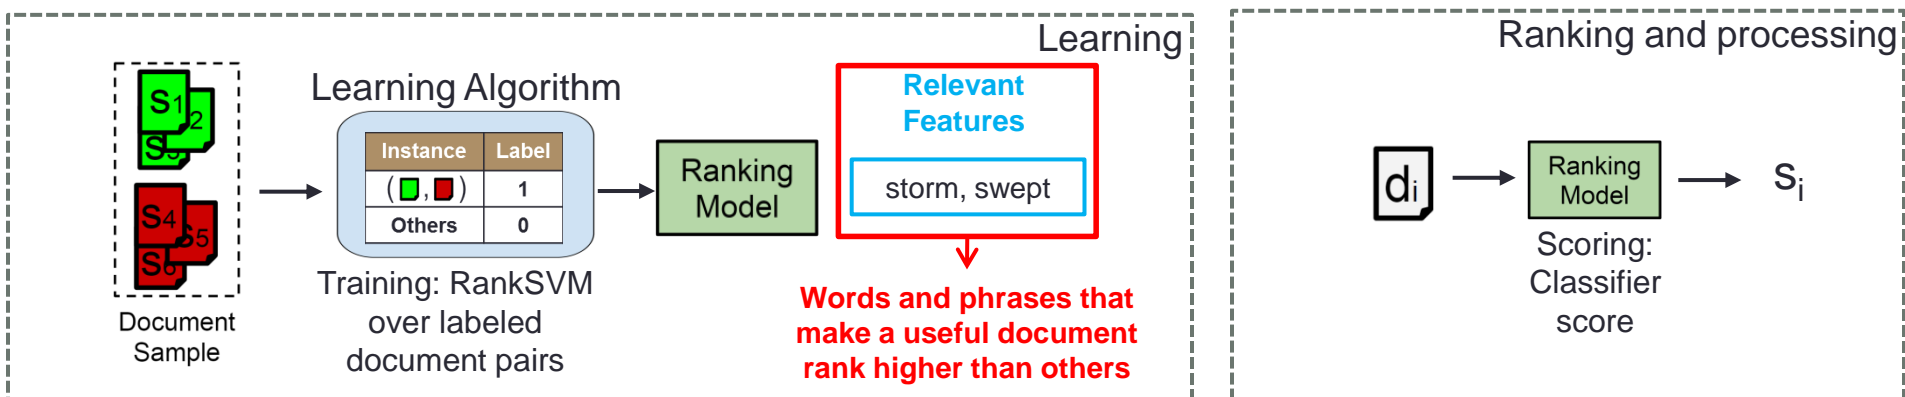 Learning
S1
2
S3
S4
S5
S6
Document
Sample
Learning Algorithm
Instance Label
( , ) 1
Others 0
Training: RankSVM
over labeled
document pairs
Ranking
Model
Relevant
Features
storm, swept
Words and phrases that
make a useful document
rank higher than others
Ranking and processing
di
Ranking
Model
Scoring:
Classifier
score
si